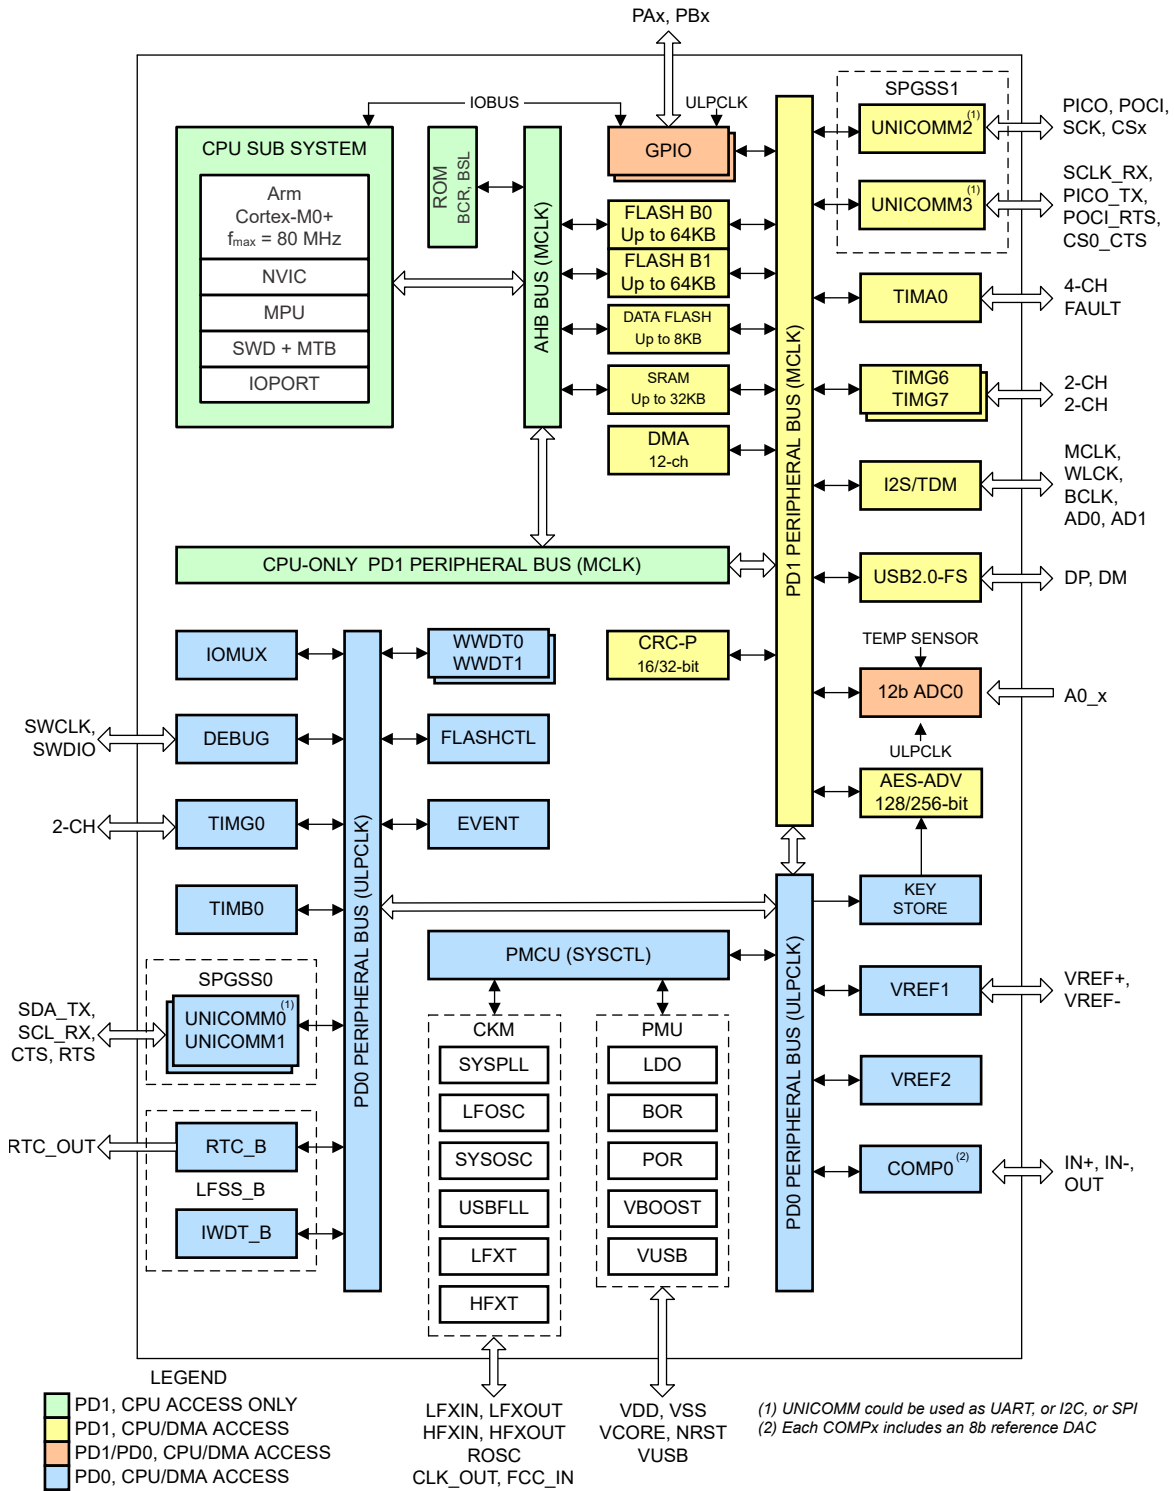 PAx, PBx
IOBUS
ULPCLK
CPU SUB SYSTEM
Arm
Cortex-M0+
fmax = 80 MHz
NVIC
MPU
SWD + MTB
IOPORT
ROM
BCR, BSL
AHB BUS (MCLK)
GPIO
FLASH B0
Up to 64KB
FLASH B1
Up to 64KB
DATA FLASH
Up to 8KB
SRAM
Up to 32KB
DMA
12-ch
CPU-ONLY PD1 PERIPHERAL BUS (MCLK)
CRC-P
16/32-bit
PD1 PERIPHERAL BUS (MCLK)
SPGSS1
UNICOMM2(1)
PICO, POCI,
SCK, CSx
UNICOMM3(1)
SCLK_RX,
PICO_TX,
POCI_RTS,
CS0_CTS
TIMA0
4-CH
FAULT
TIMG6
TIMG7
2-CH
2-CH
I2S/TDM
MCLK,
WLCK,
BCLK,
AD0, AD1
USB2.0-FS
DP, DM
TEMP SENSOR
12b ADC0
A0_x
ULPCLK
AES-ADV
128/256-bit
KEY
STORE
IOMUX
SWCLK,
SWDIO
DEBUG
2-CH
TIMG0
TIMB0
SPGSS0
SDA_TX,
SCL_RX,
CTS, RTS
UNICOMM0(1)
UNICOMM1
RTC_OUT
RTC_B
LFSS_B
IWDT_B
PD0 PERIPHERAL BUS (ULPCLK)
WWDT0
WWDT1
FLASHCTL
EVENT
PMCU (SYSCTL)
CKM
SYSPLL
LFOSC
SYSOSC
USBFLL
LFXT
HFXT
PMU
LDO
BOR
POR
VBOOST
VUSB
PD0 PERIPHERAL BUS (ULPCLK)
VREF1
VREF+,
VREF-
VREF2
COMP0(2)
IN+, IN-,
OUT
LEGEND
PD1, CPU ACCESS ONLY
PD1, CPU/DMA ACCESS
PD1/PD0, CPU/DMA ACCESS
PD0, CPU/DMA ACCESS
LFXIN, LFXOUT
HFXIN, HFXOUT
ROSC
CLK_OUT, FCC_IN
VDD, VSS
VCORE, NRST
VUSB
(1) UNICOMM could be used as UART, or I2C, or SPI
(2) Each COMPx includes an 8b reference DAC